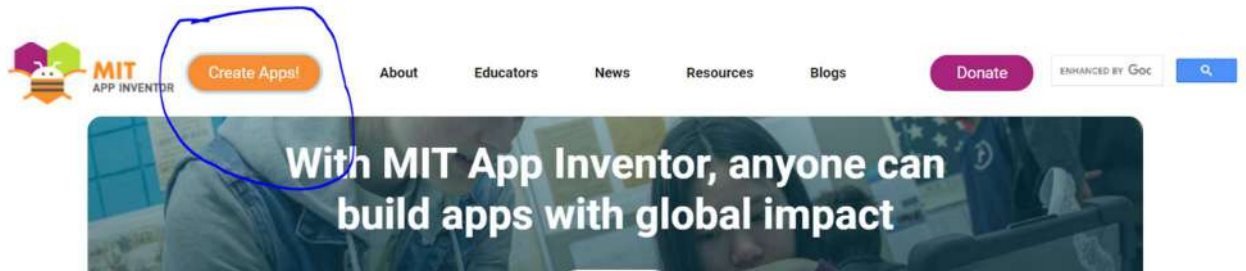 MIT
APP INVENTOR
Create Apps!
About
Educators
News
Resources
Blogs
Donate
ENHANCED BY Goo
With MIT App Inventor, anyone can
build apps with global impact